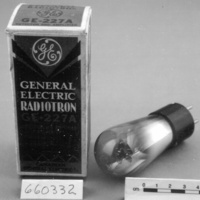 GE
GENERAL
ELECTRIC
RADIOTRON
GE-227A
660332